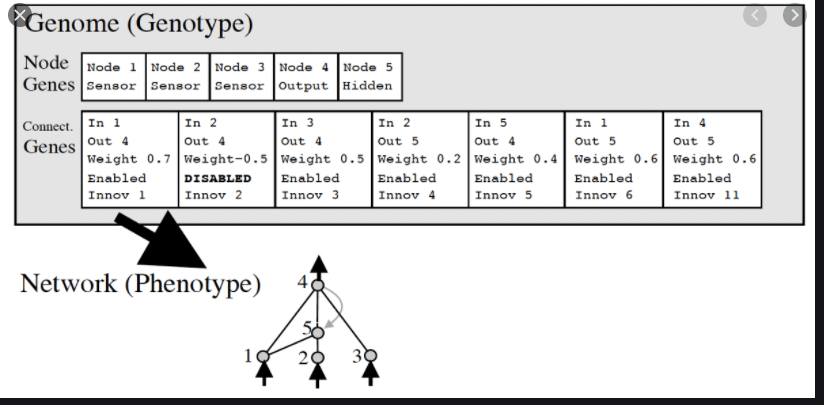 Genome (Genotype)
Node Genes
Node 1 Sensor
Node 2 Sensor
Node 3 Sensor
Node 4 Output
Node 5 Hidden
Connect. Genes
In 1
Out 4
Weight 0.7
Enabled
Innov 1
In 2
Out 4
Weight-0.5
DISABLED
Innov 2
In 3
Out 4
Weight 0.5
Enabled
Innov 3
In 2
Out 5
Weight 0.2
Enabled
Innov 4
In 5
Out 4
Weight 0.4
Enabled
Innov 5
In 1
Out 5
Weight 0.6
Enabled
Innov 6
In 4
Out 5
Weight 0.6
Enabled
Innov 11
Network (Phenotype)
4
5
1
2
3